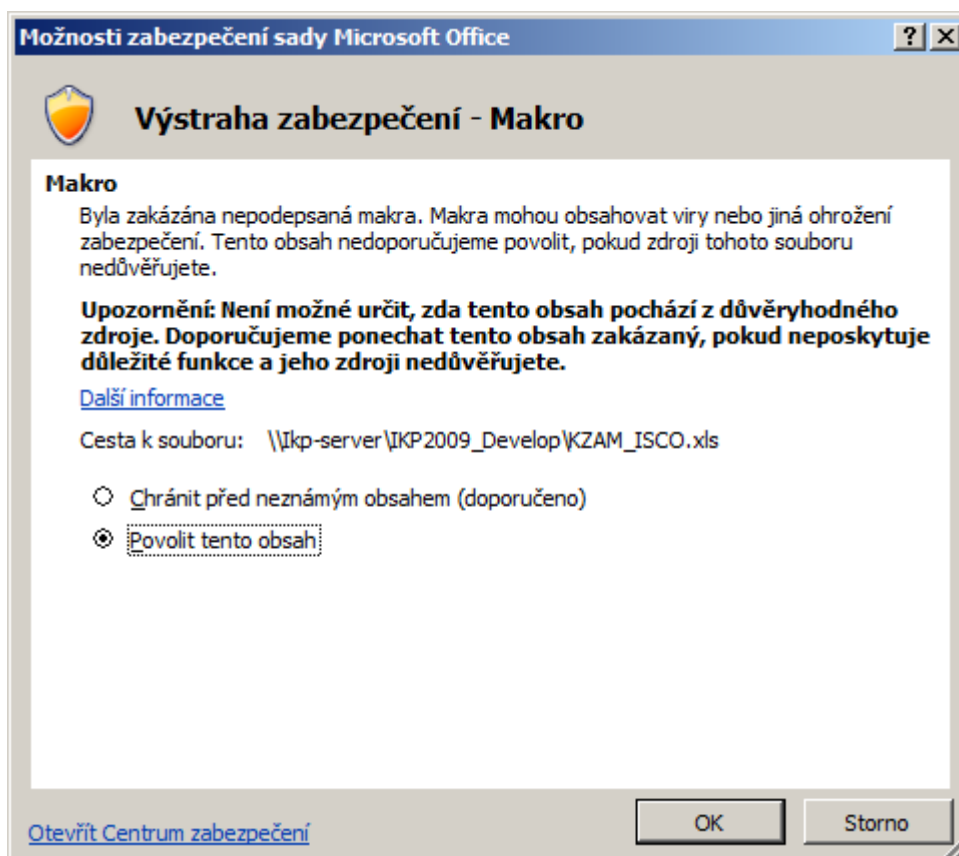 Možnosti zabezpečení sady Microsoft Office
Výstraha zabezpečení - Makro
Makro
Byla zakázána nepodepsaná makra. Makra mohou obsahovat viry nebo jiná ohrožení
zabezpečení. Tento obsah nedoporučujeme povolit, pokud zdroji tohoto souboru
nedůvěřujete.
Upozornění: Není možné určit, zda tento obsah pochází z důvěryhodného
zdroje. Doporučujeme ponechat tento obsah zakázaný, pokud neposkytuje
důležité funkce a jeho zdroji nedůvěřujete.
Další informace
Cesta k souboru: \\Ikp-server\IKP2009_Develop\KZAM_ISCO.xls
Chránit před neznámým obsahem (doporučeno)
Povolit tento obsah
Otevřít Centrum zabezpečení
OK
Storno